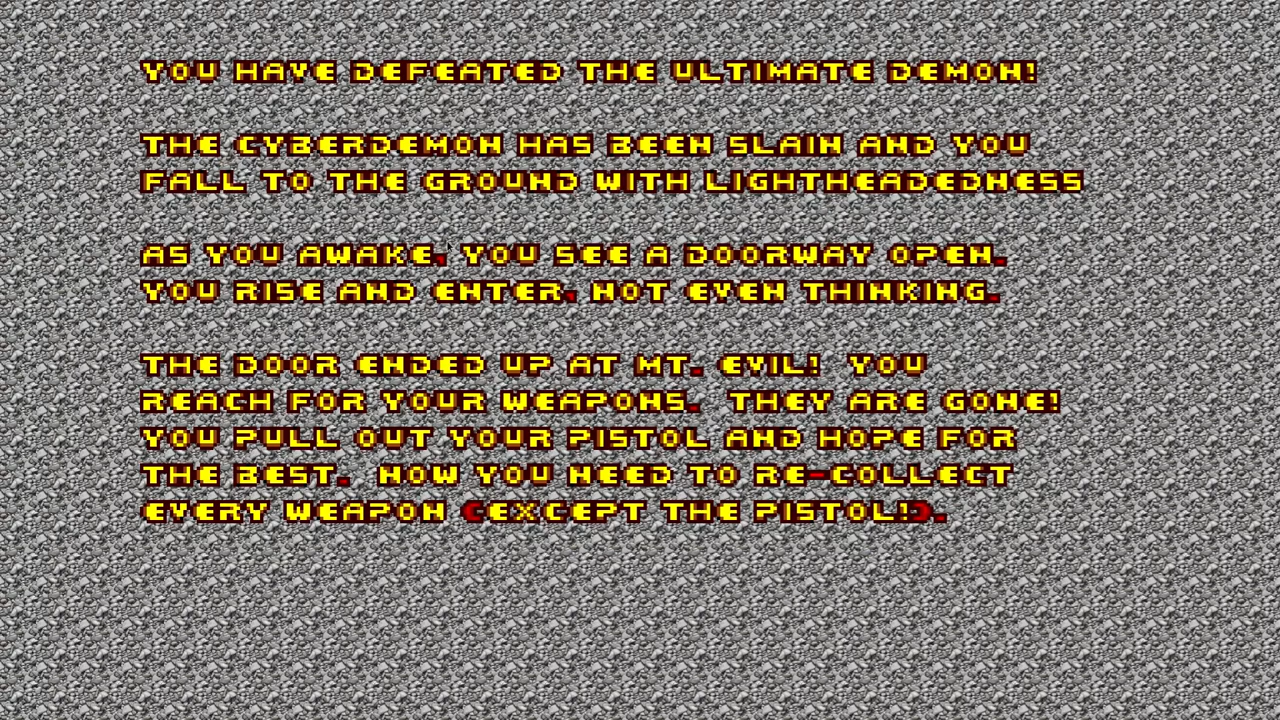 YOU HAVE DEFEATED THE ULTIMATE DEMON!
THE CYBERDEMON HAS BEEN SLAIN AND YOU
FALL TO THE GROUND WITH LIGHTHEADEDNESS
AS YOU AWAKE, YOU SEE A DOORWAY OPEN.
YOU RISE AND ENTER, NOT EVEN THINKING.
THE DOOR ENDED UP AT MT. EVIL! YOU
REACH FOR YOUR WEAPONS. THEY ARE GONE!
YOU PULL OUT YOUR PISTOL AND HOPE FOR
THE BEST. NOW YOU NEED TO RE-COLLECT
EVERY WEAPON (EXCEPT THE PISTOL!).